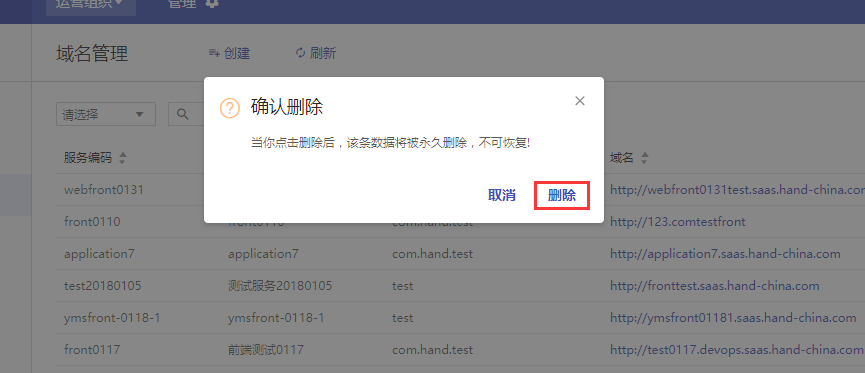 运营组织 管理
域名管理 创建 刷新
确认删除
请选择
当你点击删除后，该条数据将被永久删除，不可恢复!
服务编码 域名
取消 删除
webfront0131 http://webfront0131test.saas.hand-china.com
front0110 front0110 com.hand.test http://123.comtestfront
application7 application7 com.hand.test http://application7.saas.hand-china.com
test20180105 测试服务20180105 test http://fronttest.saas.hand-china.com
ymsfront-0118-1 ymsfront-0118-1 test http://ymsfront01181.saas.hand-china.com
front0117 前端测试0117 com.hand.test http://test0117.devops.saas.hand-china.com